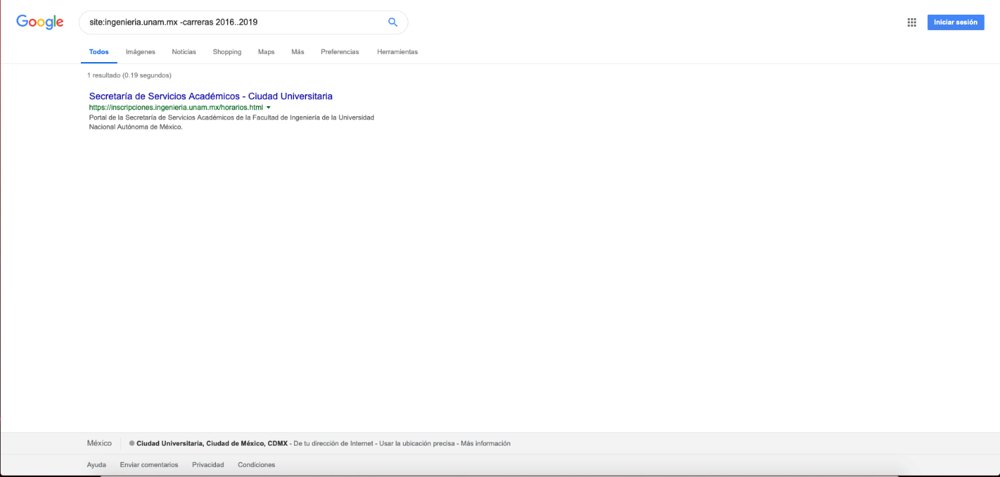 Google site:ingenieria.unam.mx -carreras 2016..2019 Iniciar sesión
Todos Imágenes Noticias Shopping Maps Más Preferencias Herramientas
1 resultado (0.19 segundos)
Secretaría de Servicios Académicos - Ciudad Universitaria
https://inscripciones.ingenieria.unam.mx/horarios.html
Portal de la Secretaría de Servicios Académicos de la Facultad de Ingeniería de la Universidad
Nacional Autónoma de México.
México Ciudad Universitaria, Ciudad de México, CDMX - De tu dirección de Internet - Usar la ubicación precisa - Más información
Ayuda Enviar comentarios Privacidad Condiciones